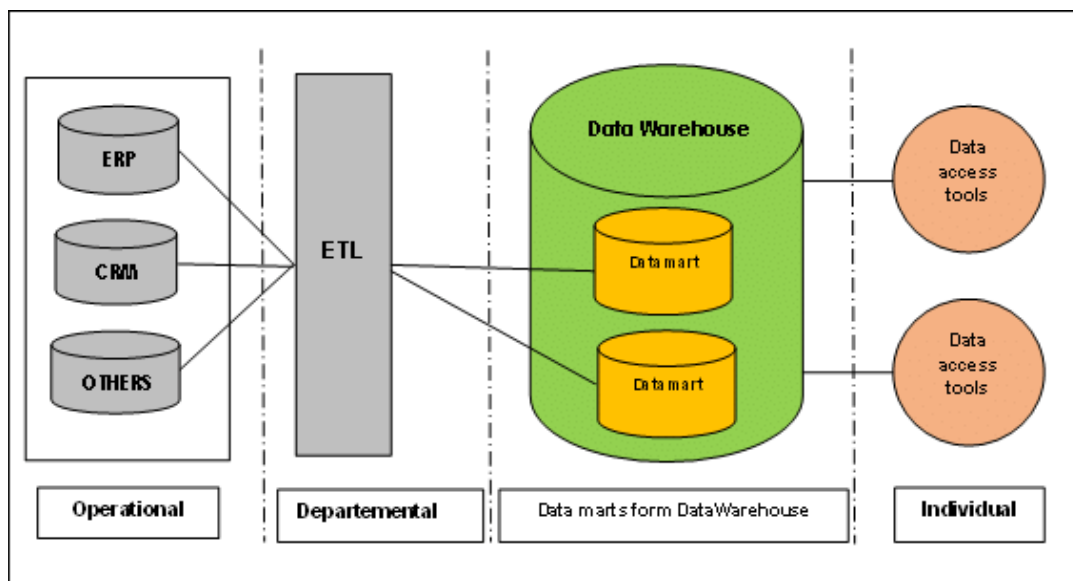 ERP
CRM
OTHERS
ETL
Data Warehouse
Datamart
Datamart
Data
access
tools
Data
access
tools
Operational
Departemental
Data marts form DataWarehouse
Individual